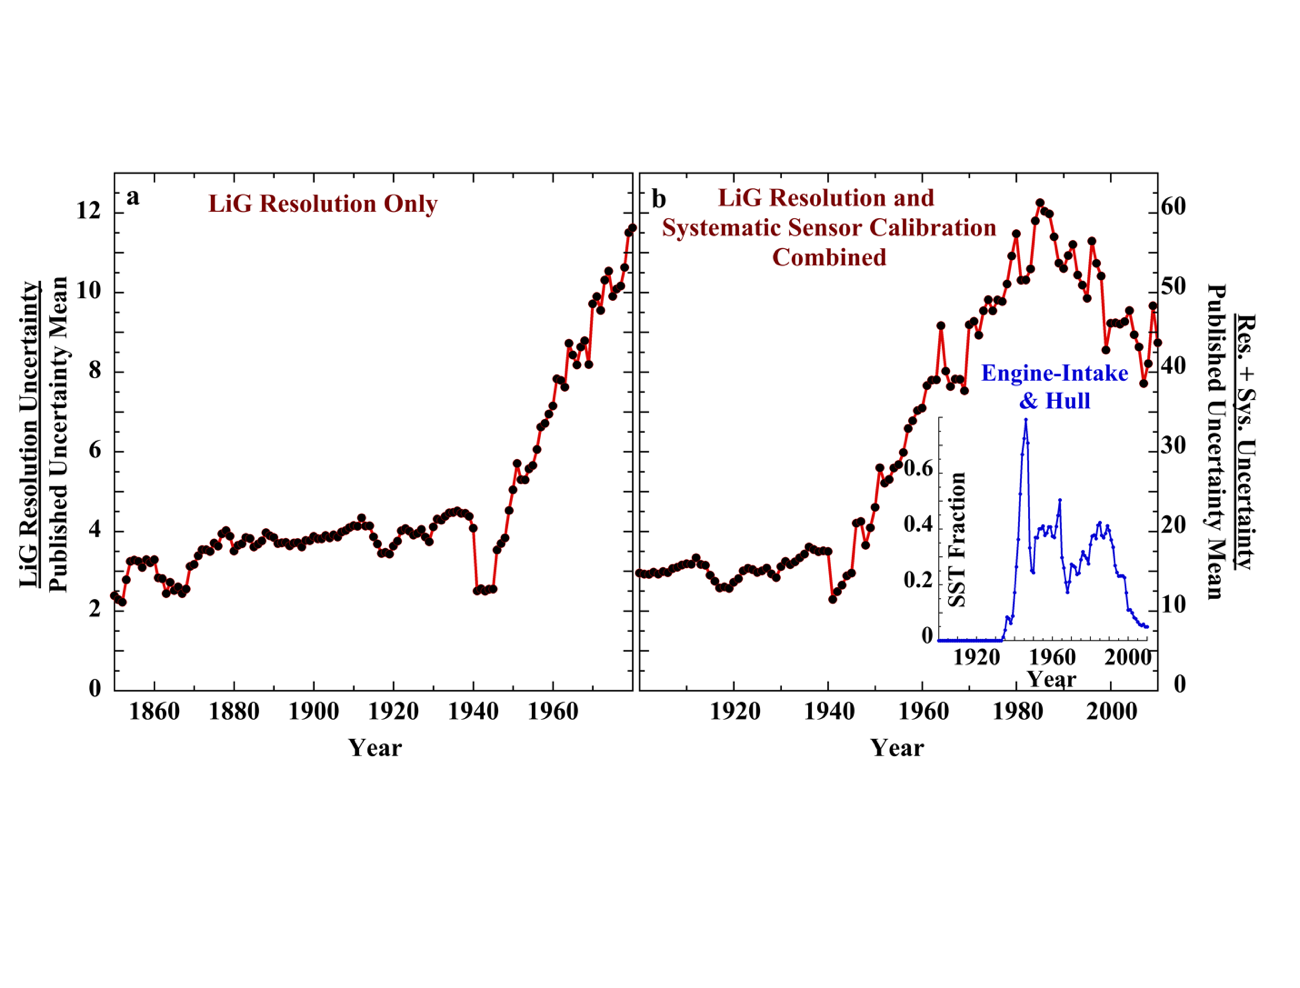 a
LiG Resolution Only
LiG Resolution Uncertainty
Published Uncertainty Mean
12
10
8
6
4
2
0
1860 1880 1900 1920 1940 1960
Year
b
LiG Resolution and
Systematic Sensor Calibration
Combined
60
50
40
30
20
10
0
Res. + Sys. Uncertainty
Published Uncertainty Mean
1920 1940 1960 1980 2000
Year
Engine-Intake
& Hull
SST Fraction
0.6
0.4
0.2
0
1920 1960 2000
Year